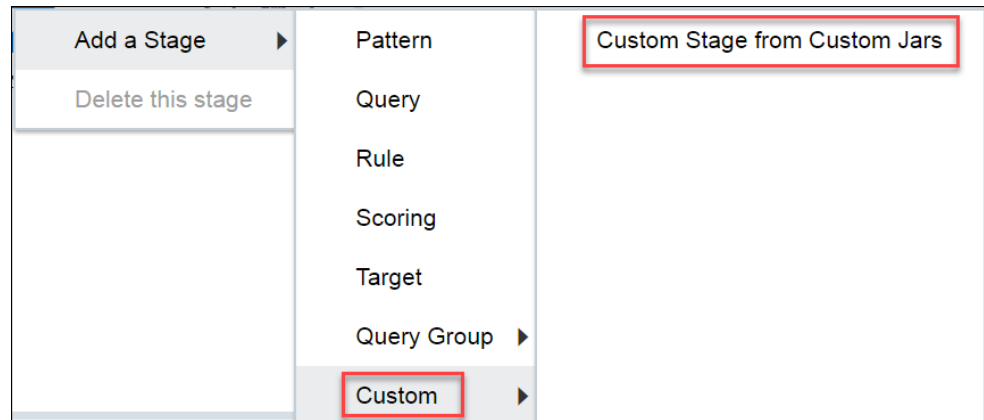 Add a Stage
Delete this stage
Pattern
Query
Rule
Scoring
Target
Query Group
Custom
Custom Stage from Custom Jars